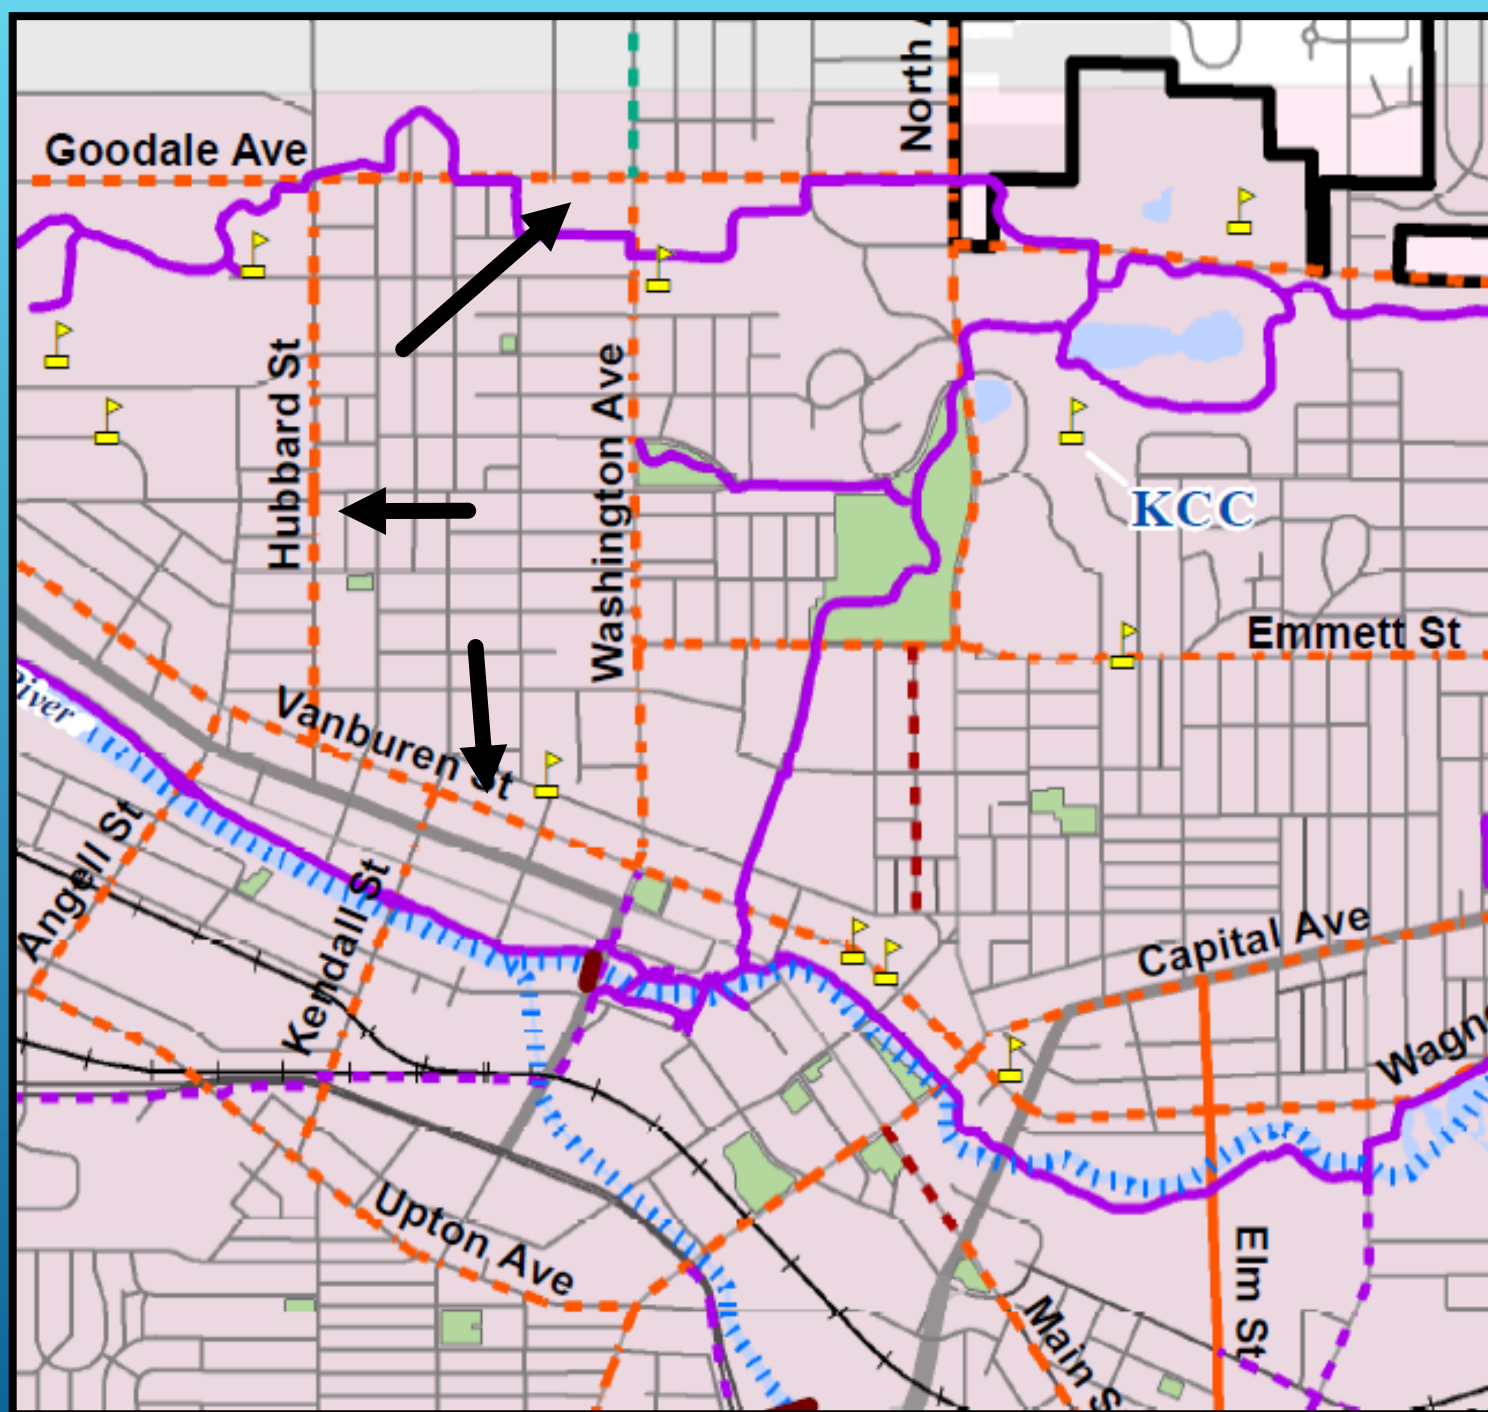 North
Goodale Ave
Hubbard St
Washington Ave
KCC
Emmett St
River
Vanburen St
Angell St
Kendall St
Capital Ave
Upton Ave
Elm St
Main S